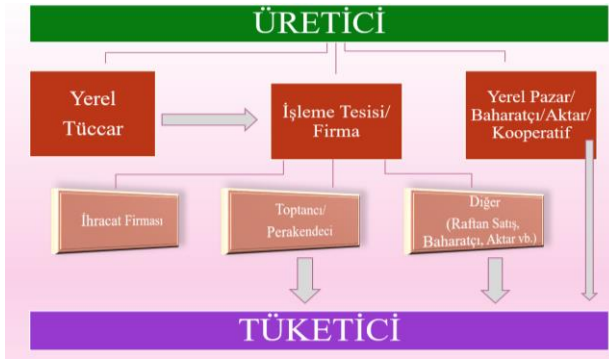 ÜRETİCİ
Yerel
Tüccar
İşleme Tesisi/
Firma
Yerel Pazar/
Baharatçı/Aktar/
Kooperatif
İhracat Firması
Toptancı/
Perakendeci
Diğer
(Raftan Satış,
Baharatçı, Aktar vb.)
TÜKETİCİ